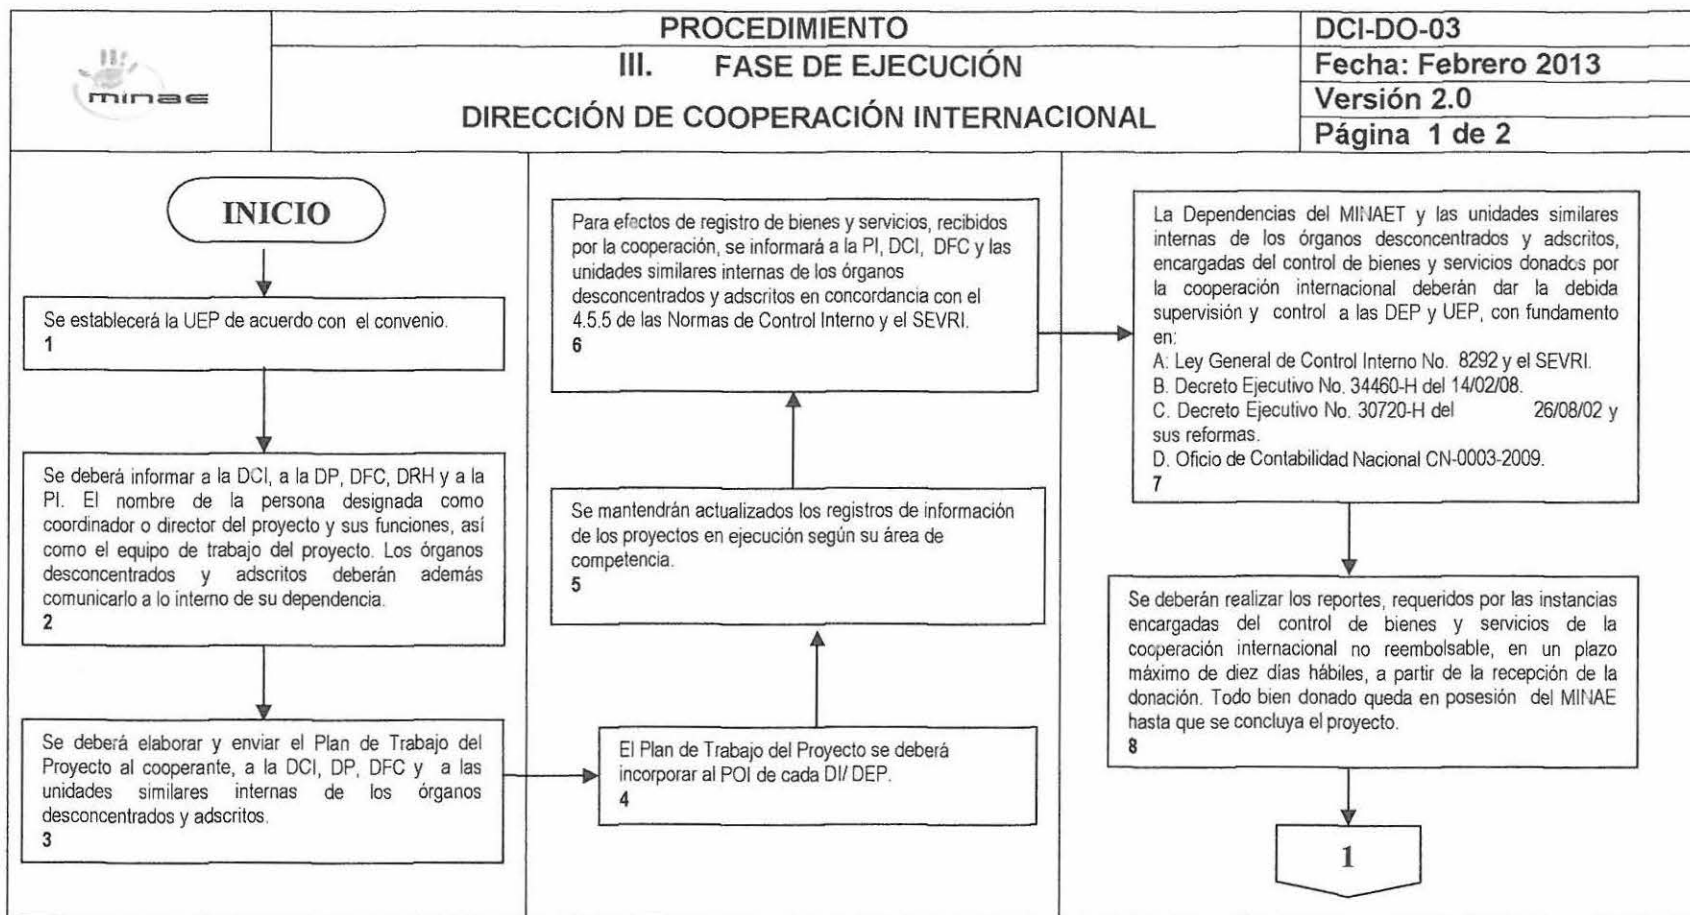 minae
PROCEDIMIENTO
III. FASE DE EJECUCIÓN
DIRECCIÓN DE COOPERACIÓN INTERNACIONAL
DCI-DO-03
Fecha: Febrero 2013
Versión 2.0
Página 1 de 2
INICIO
Se establecerá la UEP de acuerdo con el convenio.
1
Se deberá informar a la DCI, a la DP, DFC, DRH y a la
PI. El nombre de la persona designada como
coordinador o director del proyecto y sus funciones, así
como el equipo de trabajo del proyecto. Los órganos
desconcentrados y adscritos deberán además
comunicarlo a lo interno de su dependencia.
2
Se deberá elaborar y enviar el Plan de Trabajo del
Proyecto al cooperante, a la DCI, DP, DFC y a las
unidades similares internas de los órganos
desconcentrados y adscritos.
3
El Plan de Trabajo del Proyecto se deberá
incorporar al POI de cada DI/ DEP.
4
Se mantendrán actualizados los registros de información
de los proyectos en ejecución según su área de
competencia.
5
Para efectos de registro de bienes y servicios, recibidos
por la cooperación, se informará a la PI, DCI, DFC y las
unidades similares internas de los órganos
desconcentrados y adscritos en concordancia con el
4.5.5 de las Normas de Control Interno y el SEVRI.
6
La Dependencias del MINAET y las unidades similares
internas de los órganos desconcentrados y adscritos,
encargadas del control de bienes y servicios donados por
la cooperación internacional deberán dar la debida
supervisión y control a las DEP y UEP, con fundamento
en:
A: Ley General de Control Interno No. 8292 y el SEVRI.
B. Decreto Ejecutivo No. 34460-H del 14/02/08.
C. Decreto Ejecutivo No. 30720-H del 26/08/02 y
sus reformas.
D. Oficio de Contabilidad Nacional CN-0003-2009.
7
Se deberán realizar los reportes, requeridos por las instancias
encargadas del control de bienes y servicios de la
cooperación internacional no reembolsable, en un plazo
máximo de diez días hábiles, a partir de la recepción de la
donación. Todo bien donado queda en posesión del MINAE
hasta que se concluya el proyecto.
8
1